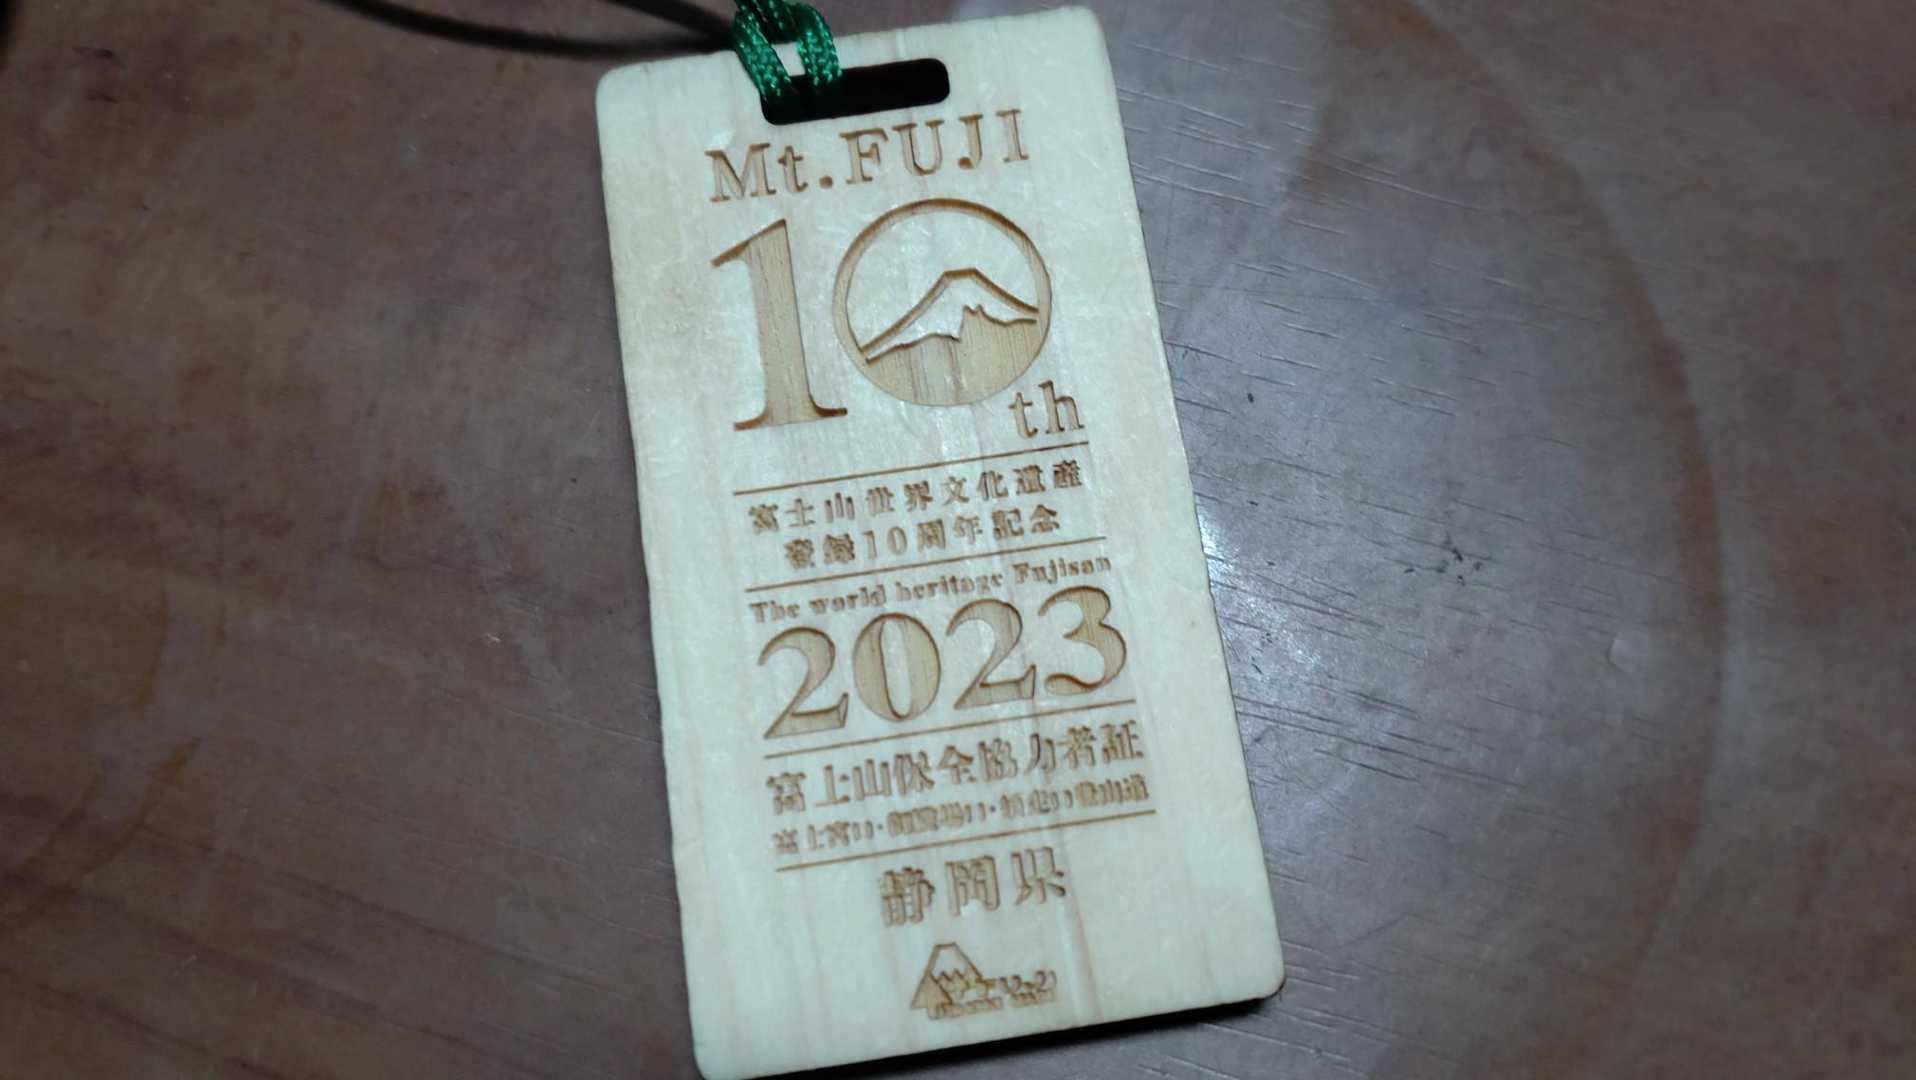 Mt.FUJI
10th
富士山世界文化遺産
登録10周年記念
The world heritage Fujisan
2023
富士山保全協力者証
富士宮口・御殿場口・須走口登山道
静岡県